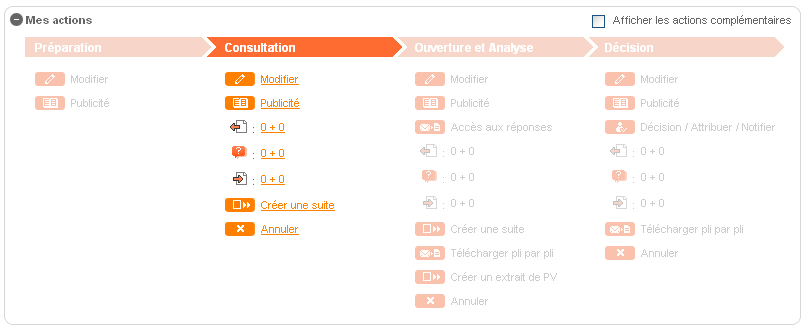 Mes actions
Afficher les actions complémentaires
Préparation
Modifier
Publicité
Consultation
Modifier
Publicité
: 0 + 0
: 0 + 0
: 0 + 0
Créer une suite
Annuler
Ouverture et Analyse
Modifier
Publicité
Accès aux réponses
: 0 + 0
: 0 + 0
: 0 + 0
Créer une suite
Télécharger pli par pli
Créer un extrait de PV
Annuler
Décision
Modifier
Publicité
Décision / Attribuer / Notifier
: 0 + 0
: 0 + 0
: 0 + 0
Télécharger pli par pli
Annuler